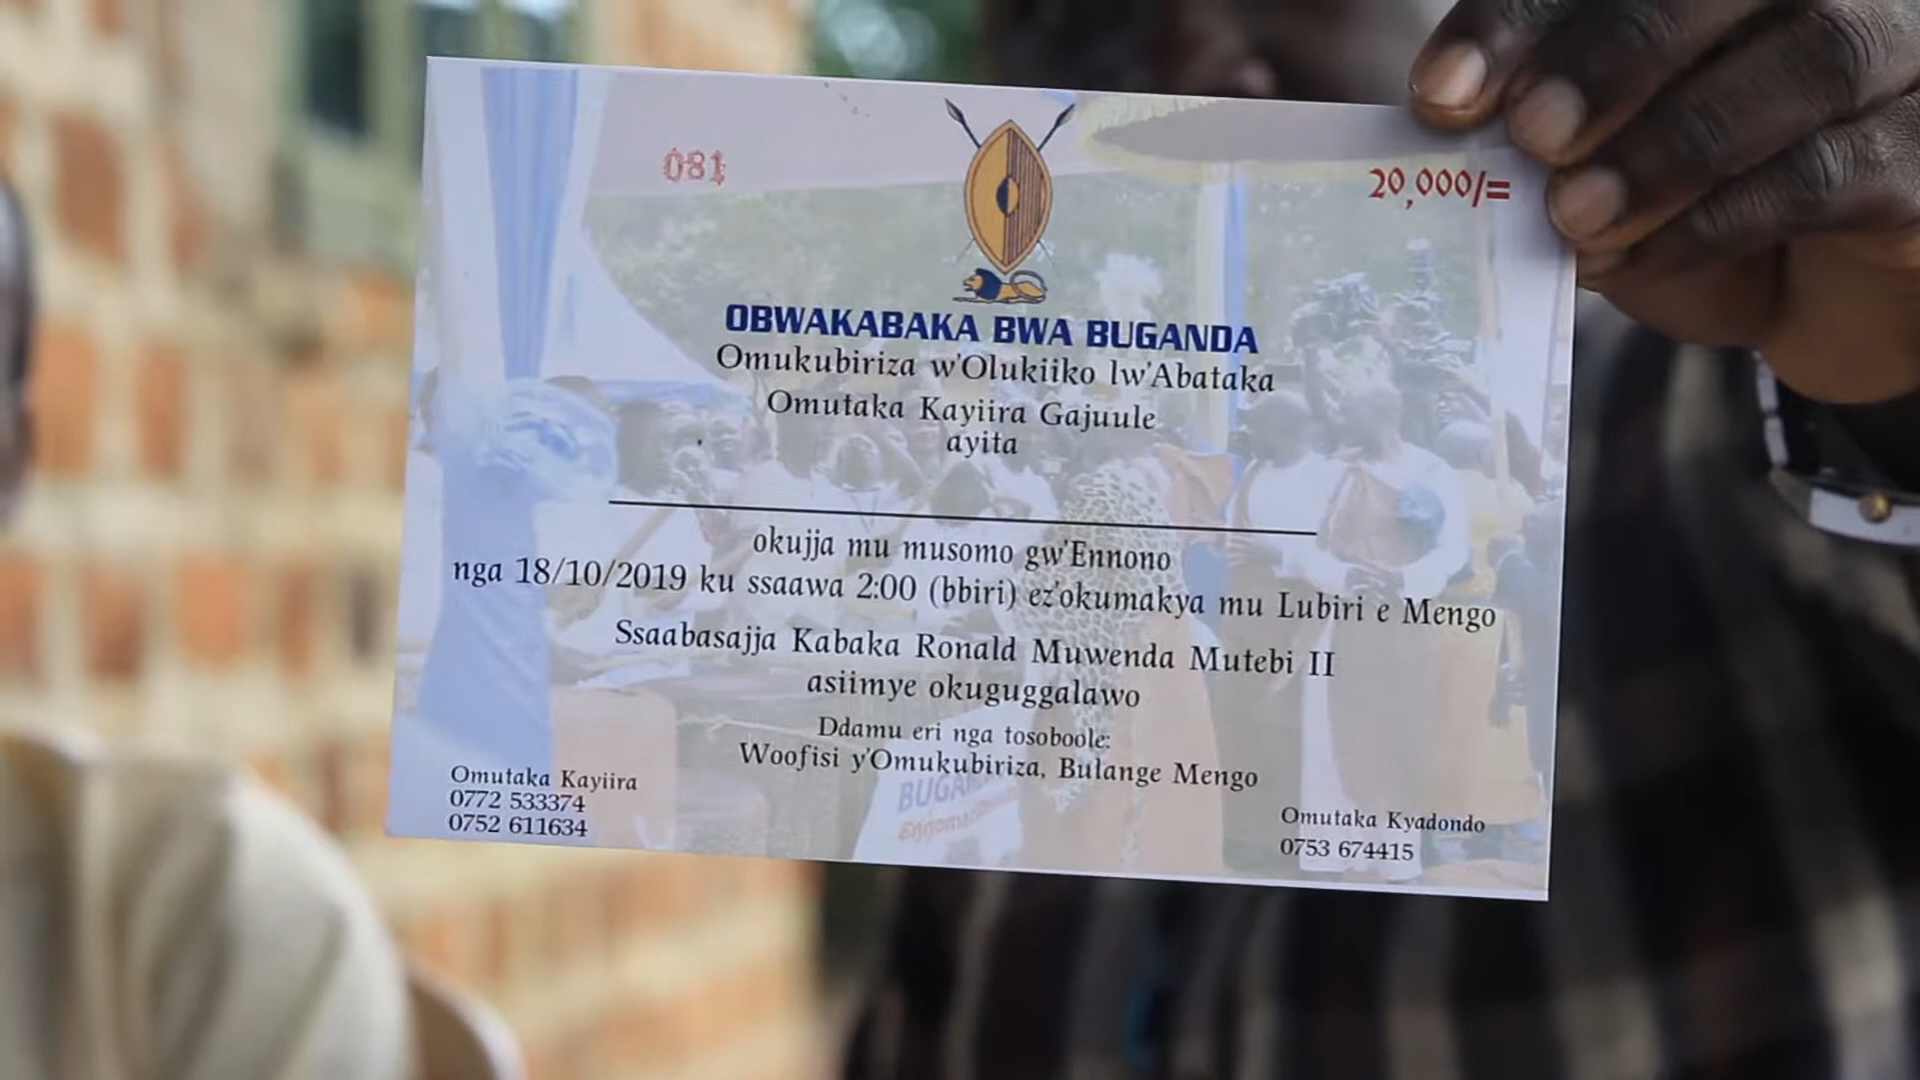 081
20,000/=
OBWAKABAKA BWA BUGANDA
Omukubiriza w'Olukiiko lw'Abataka
Omutaka Kayiira Gajuule
ayita
okujja mu musomo gw'Ennono
nga 18/10/2019 ku ssaawa 2:00 (bbiri) ez'okumakya mu Lubiri e Mengo
Ssaabasajja Kabaka Ronald Muwenda Mutebi II
asiimye okuguggalawo
Ddamu eri nga tosoboole:
Woofisi y'Omukubiriza, Bulange Mengo
Omutaka Kayiira
0772 533374
0752 611634
Omutaka Kyadondo
0753 674415